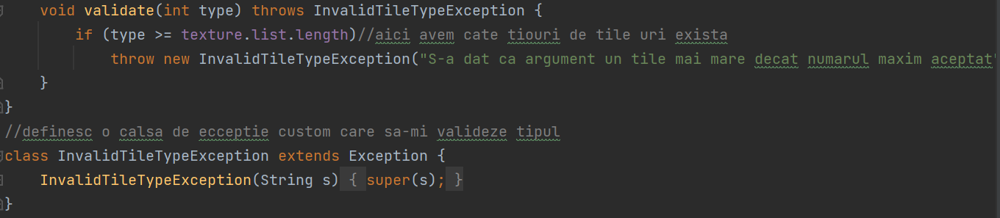 void validate(int type) throws InvalidTileTypeException {
if (type >= texture.list.length)//aici avem cate tiouri de tile uri exista
throw new InvalidTileTypeException("S-a dat ca argument un tile mai mare decat numarul maxim aceptat"
}
}
//definesc o calsa de ecceptie custom care sa-mi valideze tipul
class InvalidTileTypeException extends Exception {
InvalidTileTypeException(String s) { super(s); }
}